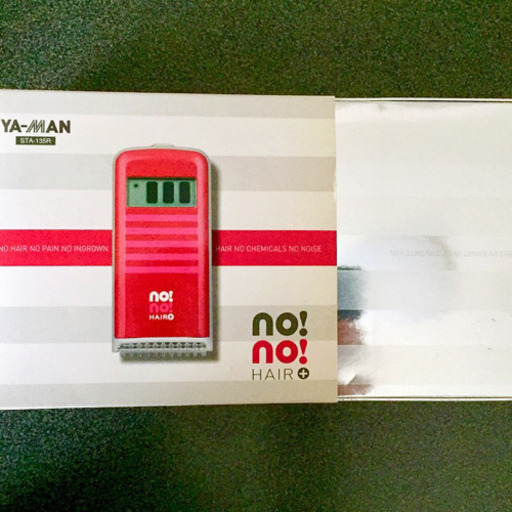 YA-MAN
STA-135R
NO HAIR NO PAIN NO INGROWN HAIR NO CHEMICALS NO NOISE
no!
no!
HAIR+
no!
no!
HAIR+